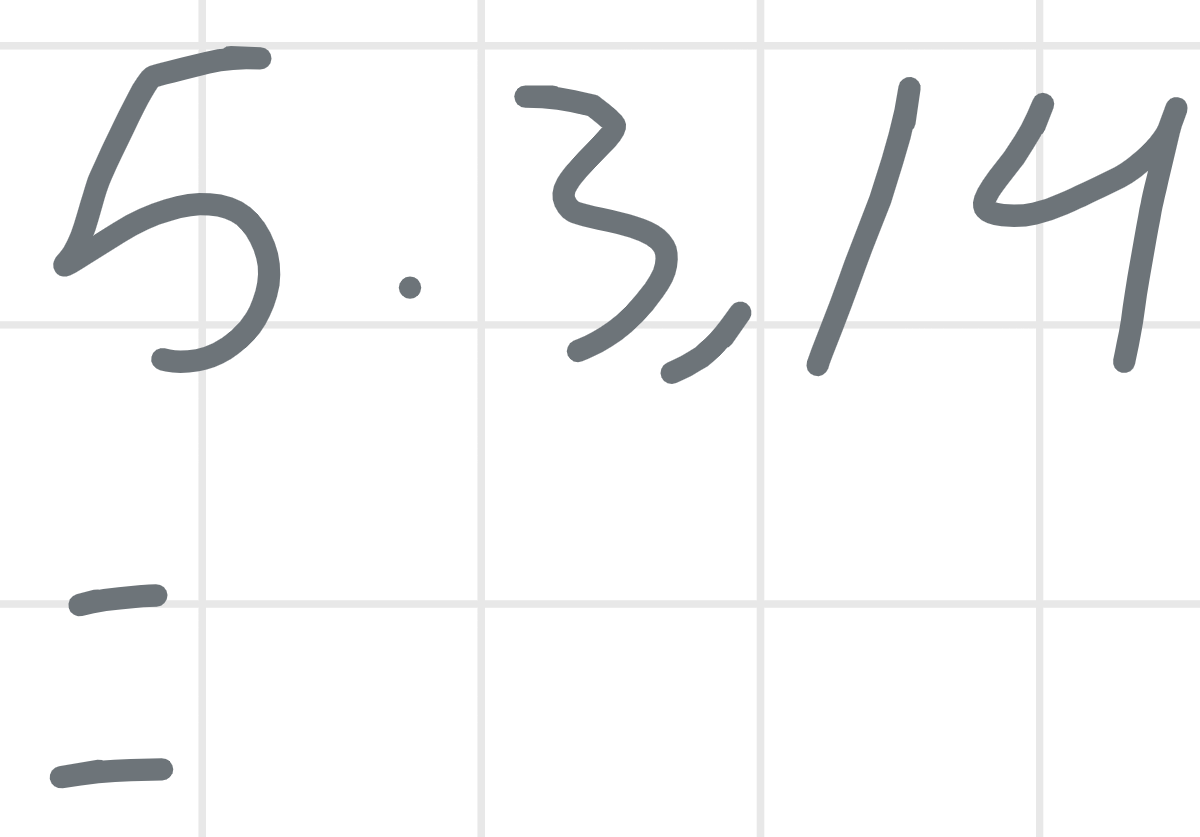 5 . 3,14
=